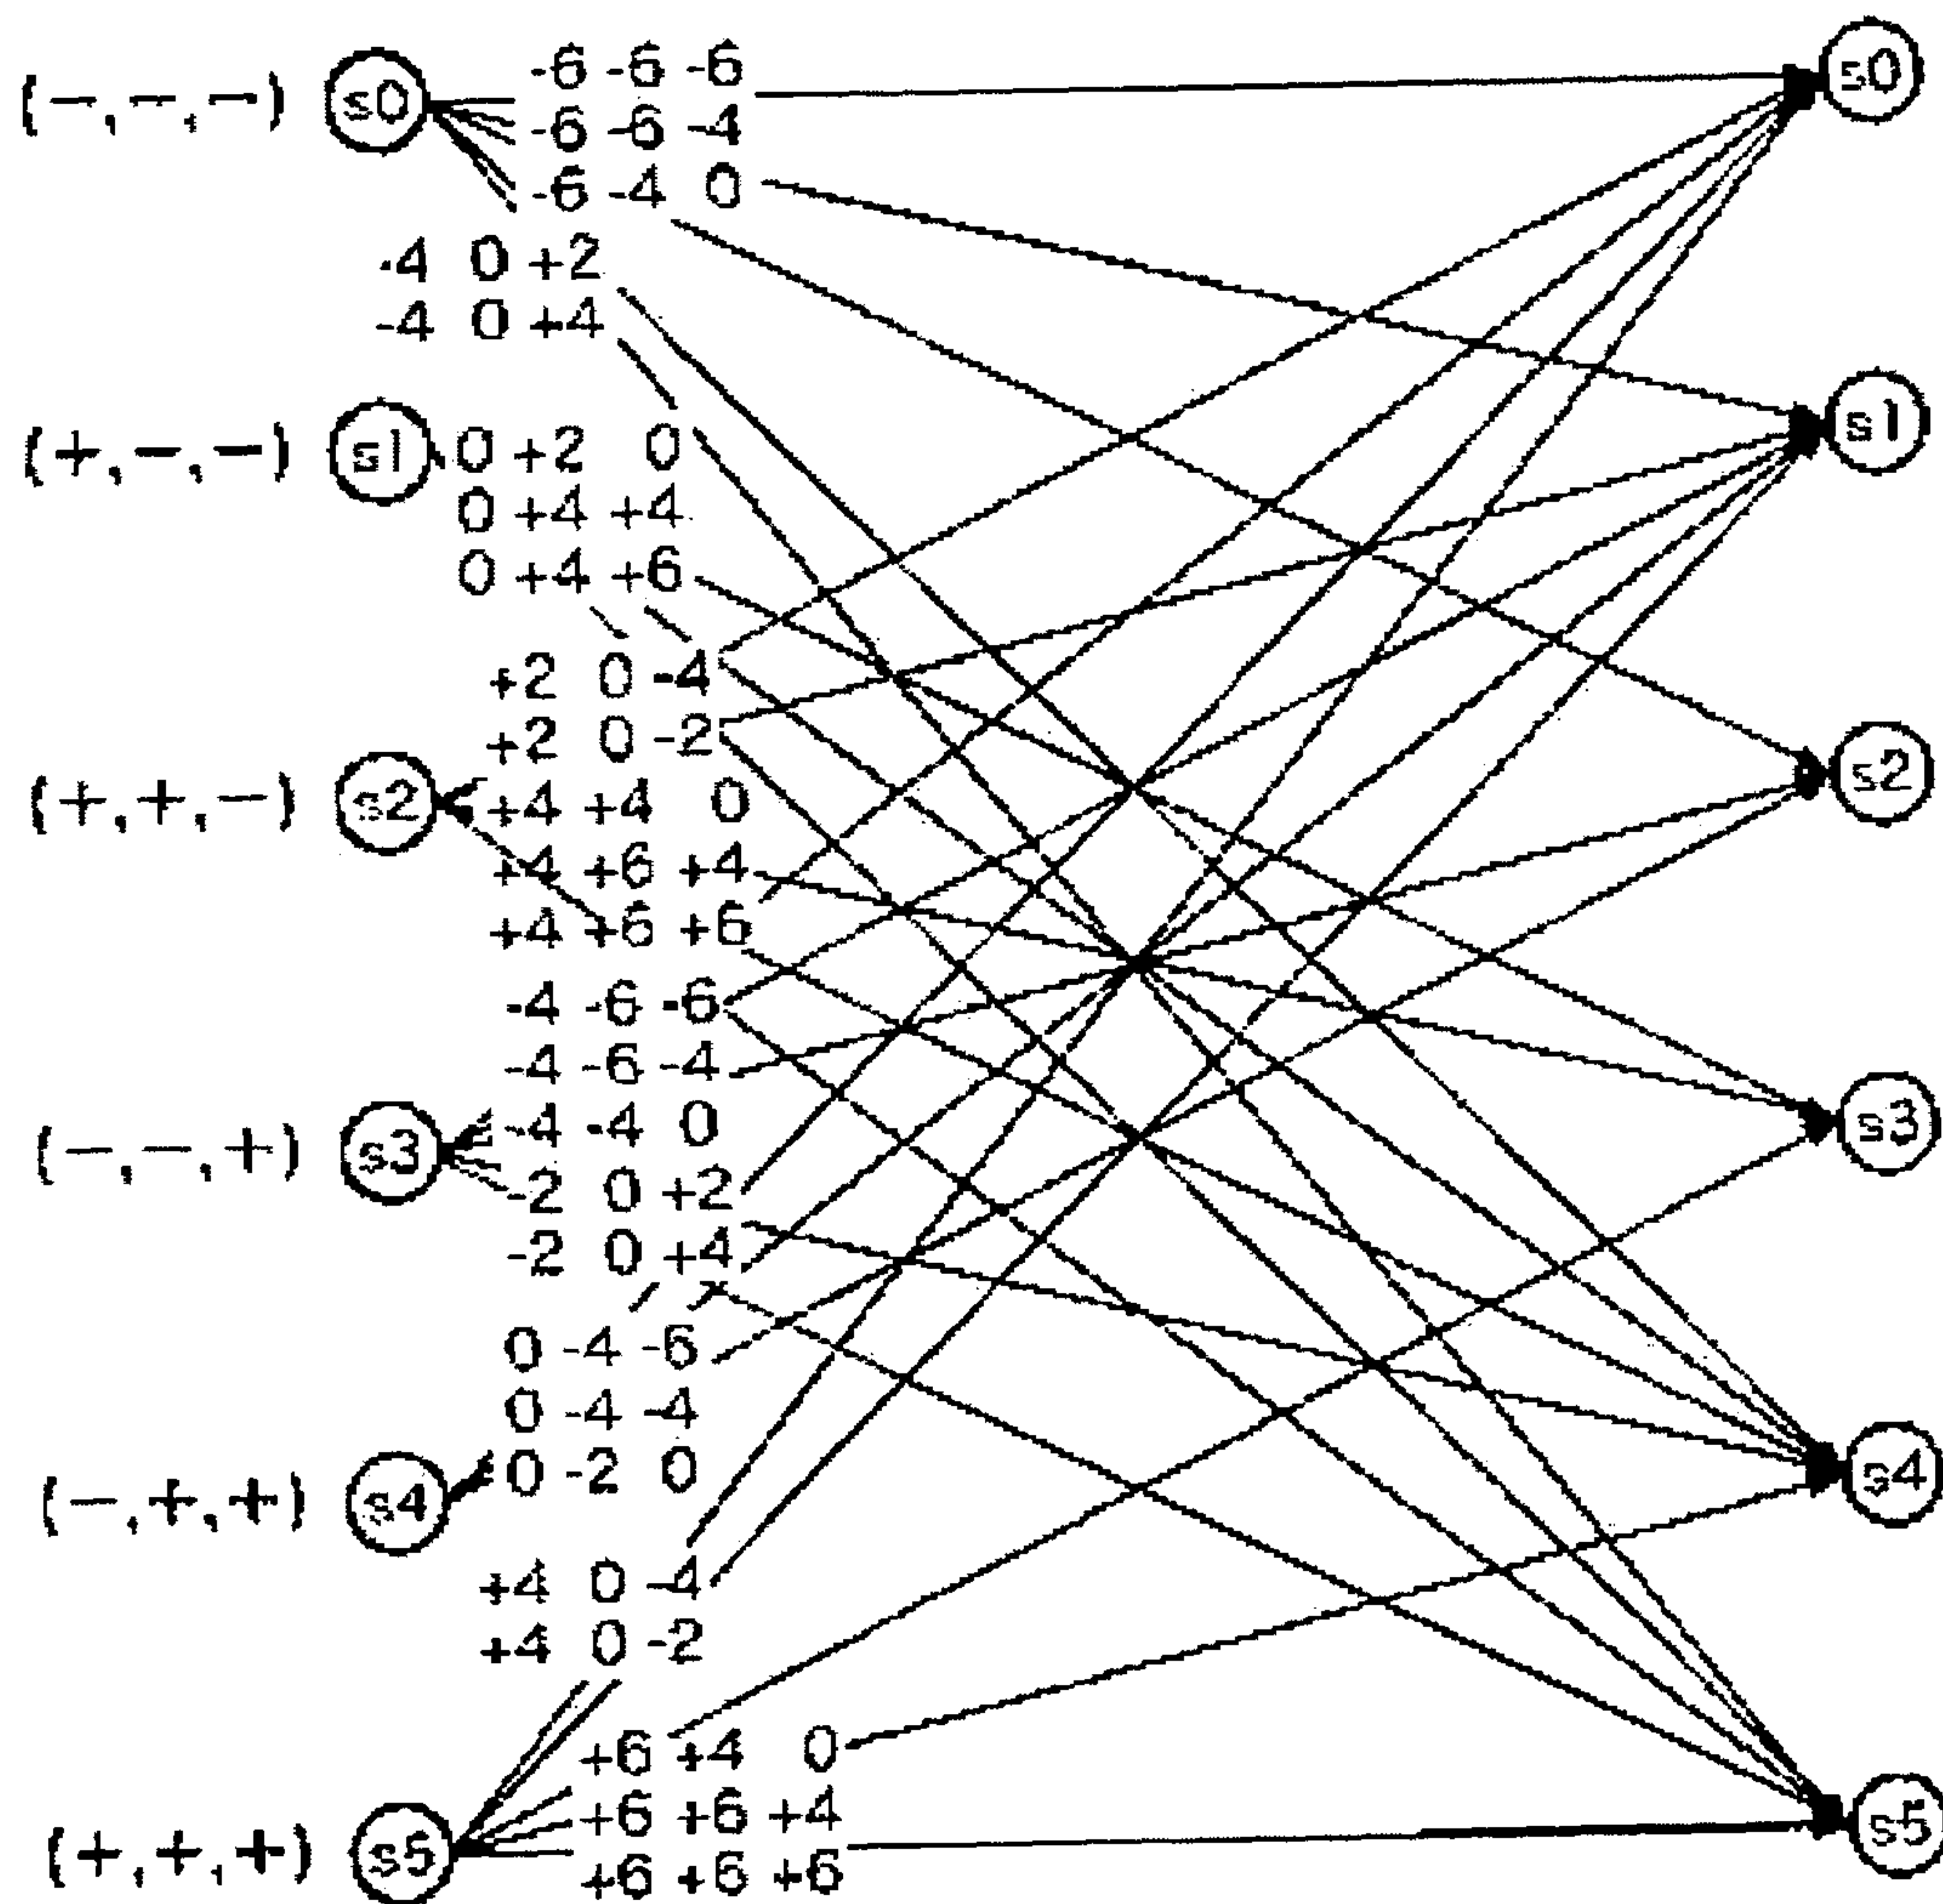 (−,−,−) s0 -6 -6 -6 s0
-6 -6 -4
-6 -4 0
-4 0 +2
-4 0 +4
(+,−,−) s1 0 +2 0 s1
0 +4 +4
0 +4 +6
+2 0 -4
+2 0 -2
(+,+,−) s2 +4 +4 0 s2
+4 +6 +4
+4 +6 +6
-4 -6 -6
-4 -6 -4
(−,−,+) s3 -4 -4 0 s3
-2 0 +2
-2 0 +4
0 -4 -6
0 -4 -4
0 -2 0
(−,+,+) s4 s4
+4 0 -4
+4 0 -2
+6 +4 0
+6 +6 +4
(+,+,+) s5 s5
+6 +6 +6